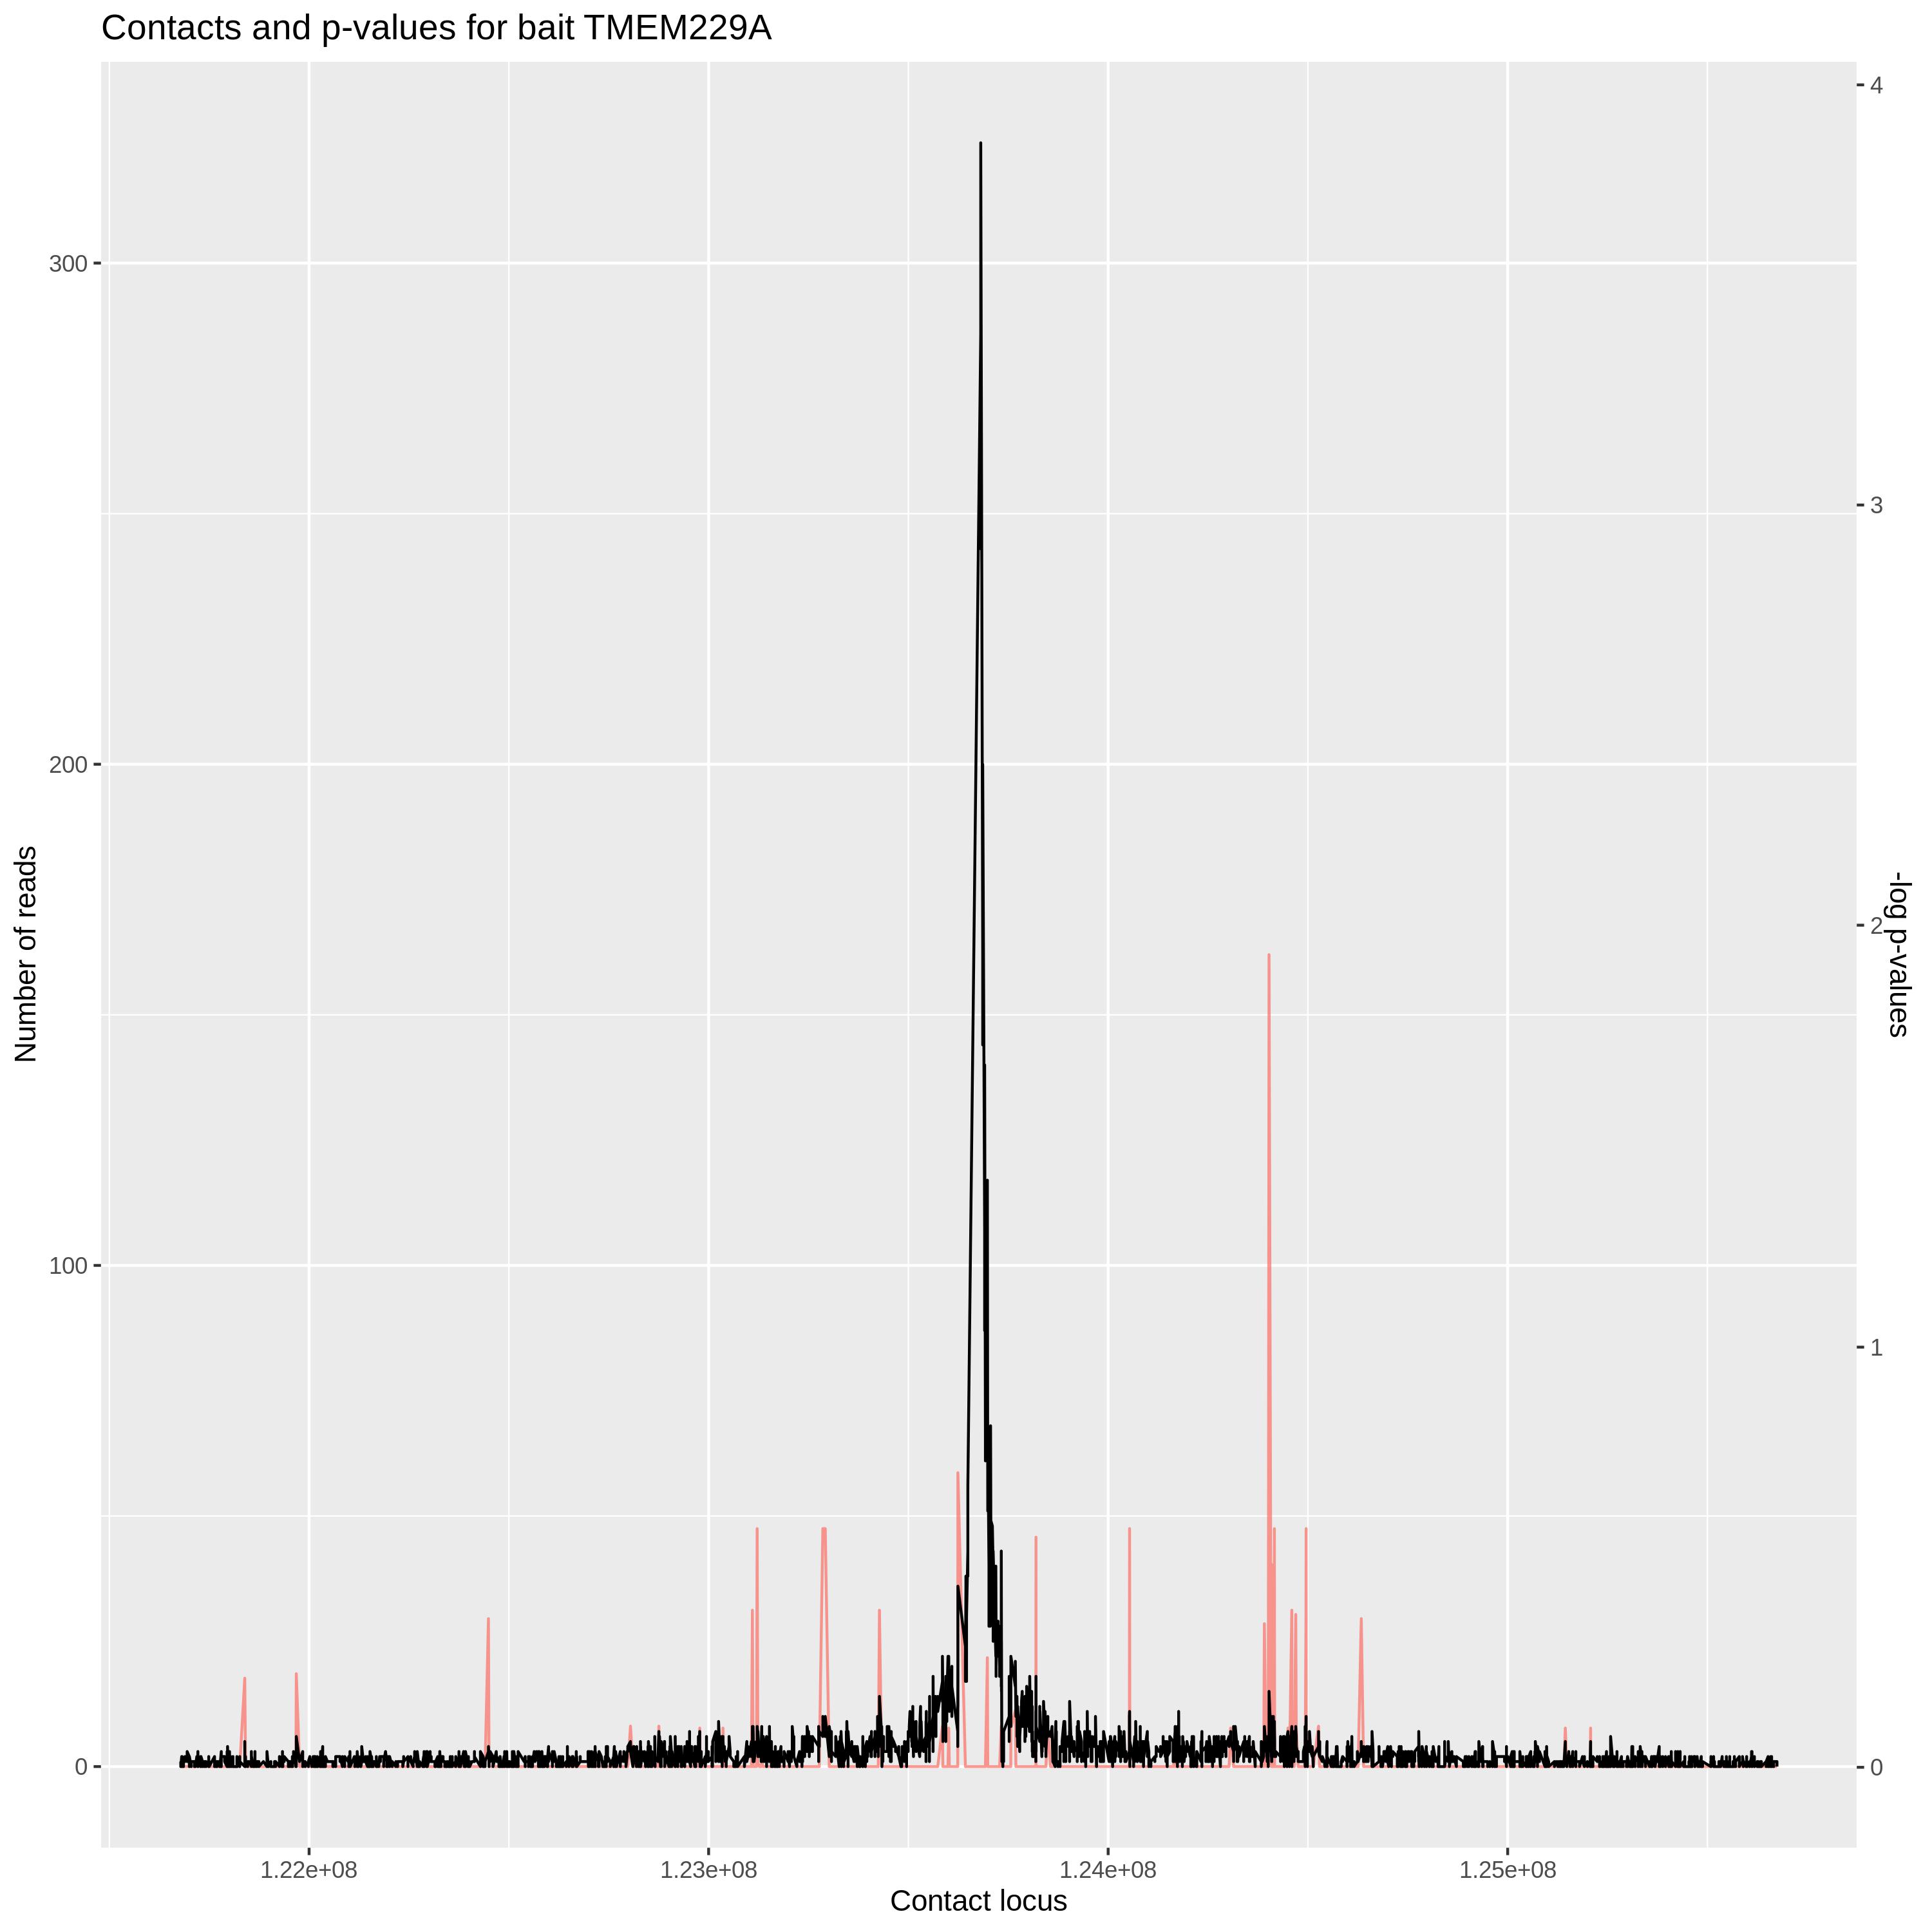 Contacts and p-values for bait TMEM229A
Number of reads
300
200
100
0
4
3
2
1
0
-log p-values
1.22e+08 1.23e+08 1.24e+08 1.25e+08
Contact locus